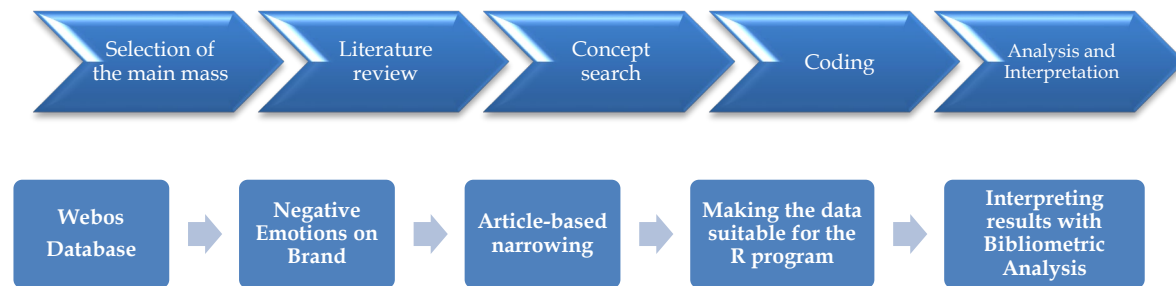 Selection of
the main mass
Literature
review
Concept
search
Coding
Analysis and
Interpretation
Webos
Database
Negative
Emotions on
Brand
Article-based
narrowing
Making the data
suitable for the
R program
Interpreting
results with
Bibliometric
Analysis